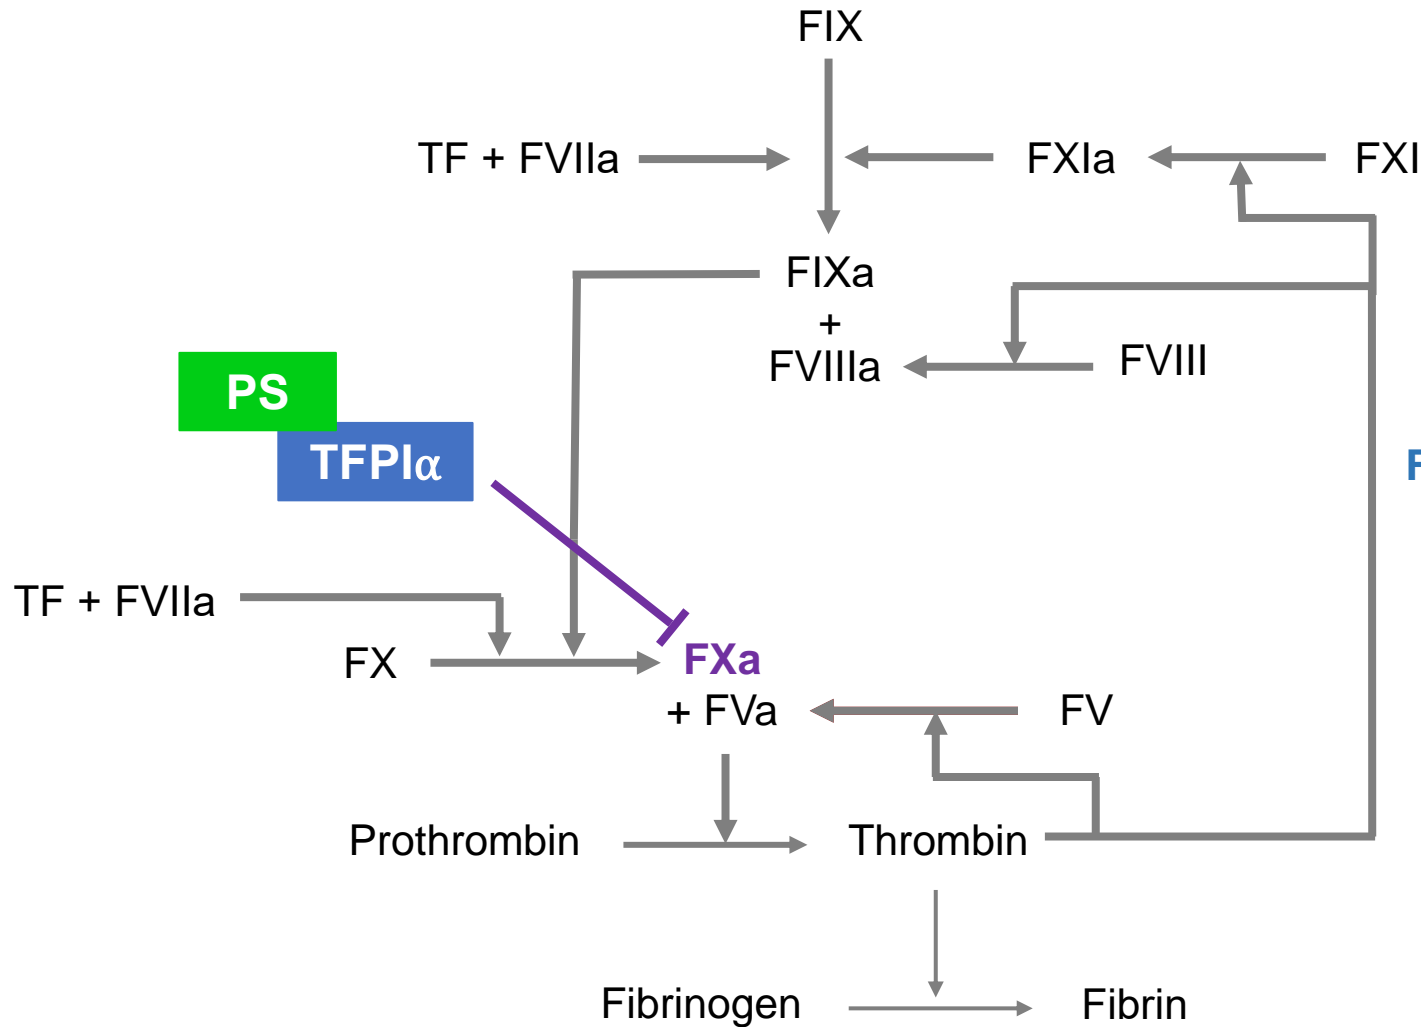 FIX
TF + FVIIa
FXIa
FXI
FIXa
+
FVIIIa
FVIII
PS
TFPIα
TF + FVIIa
FX
FXa
+ FVa
FV
Prothrombin
Thrombin
Fibrinogen
Fibrin